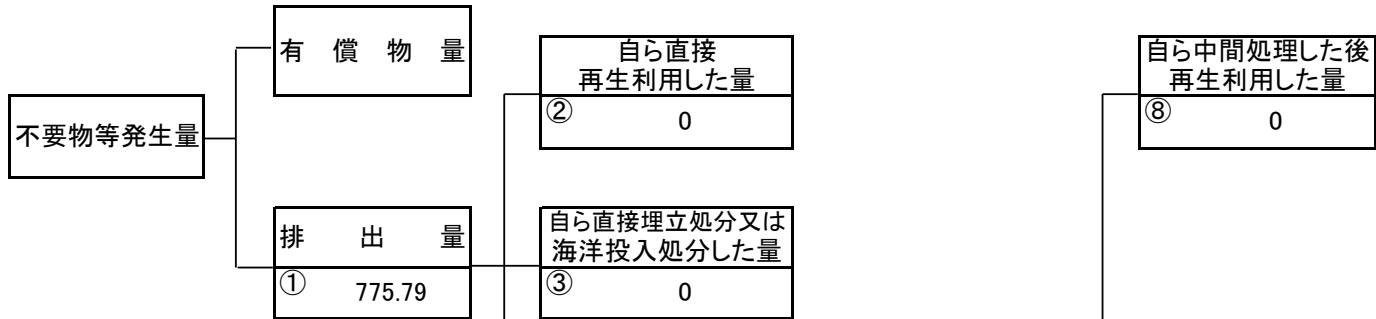 有 償 物 量
自ら直接
再生利用した量
② 0
自ら中間処理した後
再生利用した量
⑧ 0
不要物等発生量
排 出 量
① 775.79
自ら直接埋立処分又は
海洋投入処分した量
③ 0